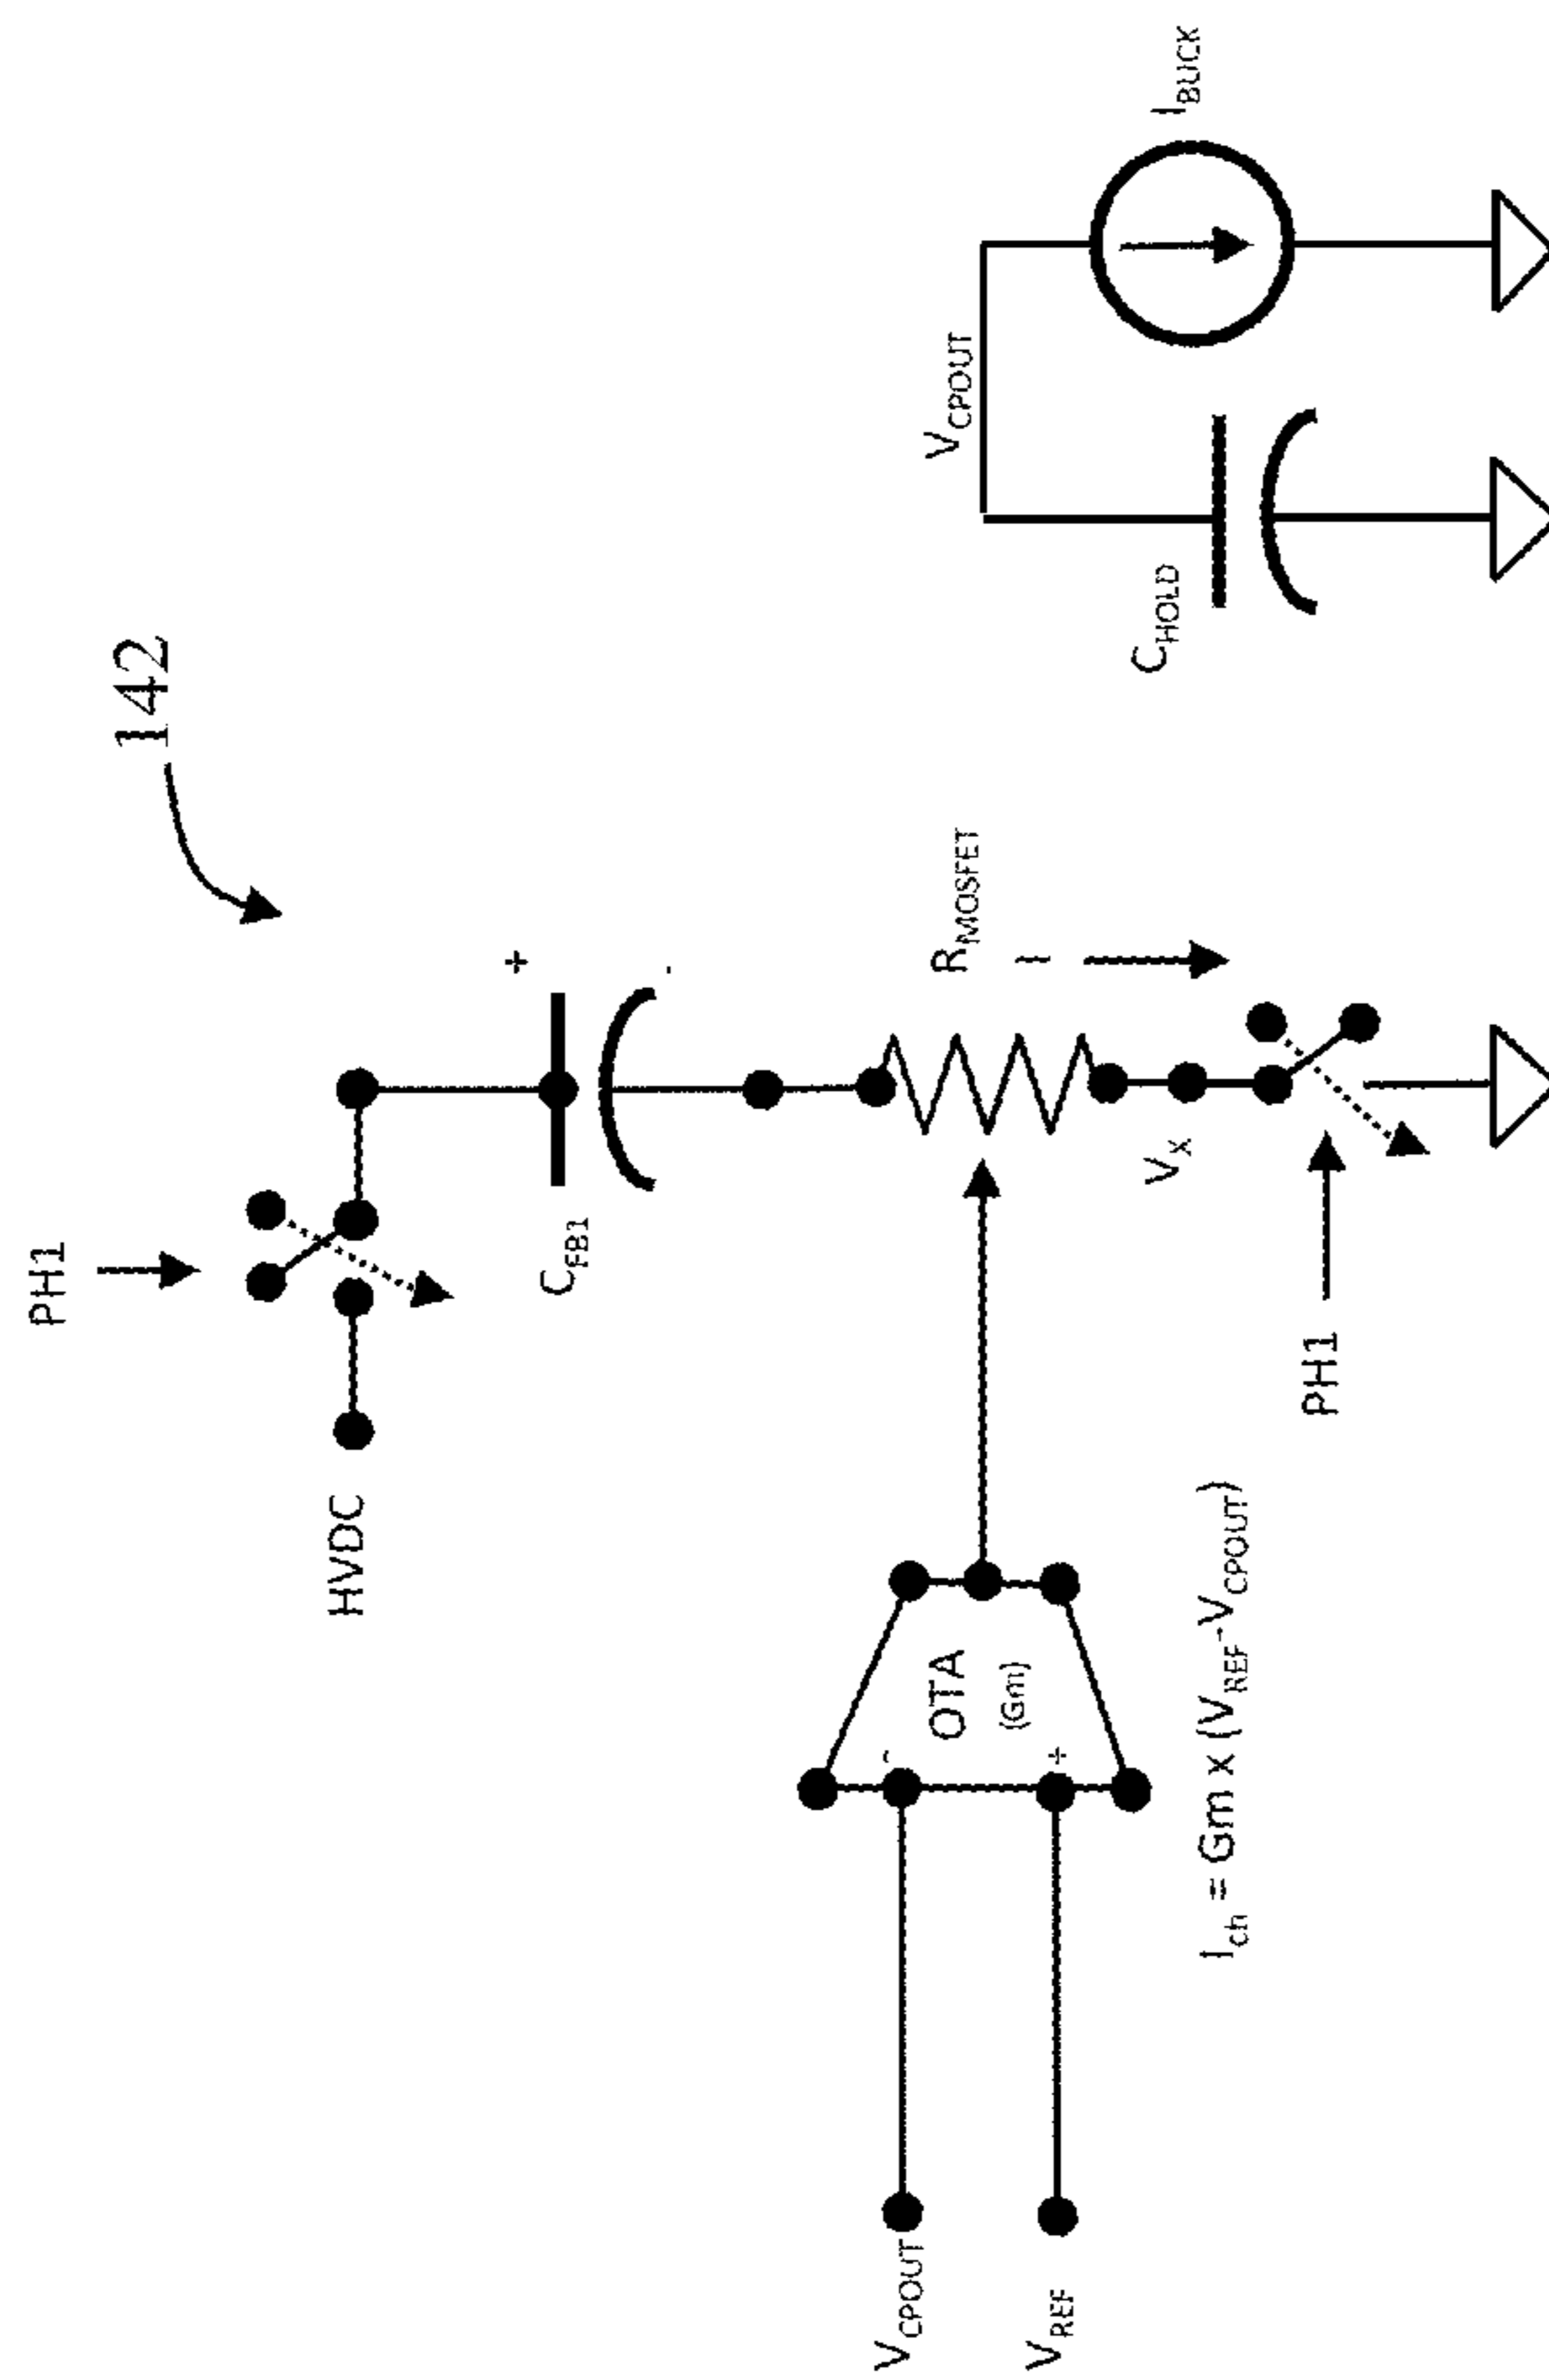 142
PH1
HVDC
+
C_FB1
-
V_CPOUT
V_REF
-
+
OTA
(Gm)
R_MOSFET
I
V_X
PH1
I_ch = Gm x (V_REF-V_CPOUT)
V_CPOUT
C_HOLD
I_BUCK